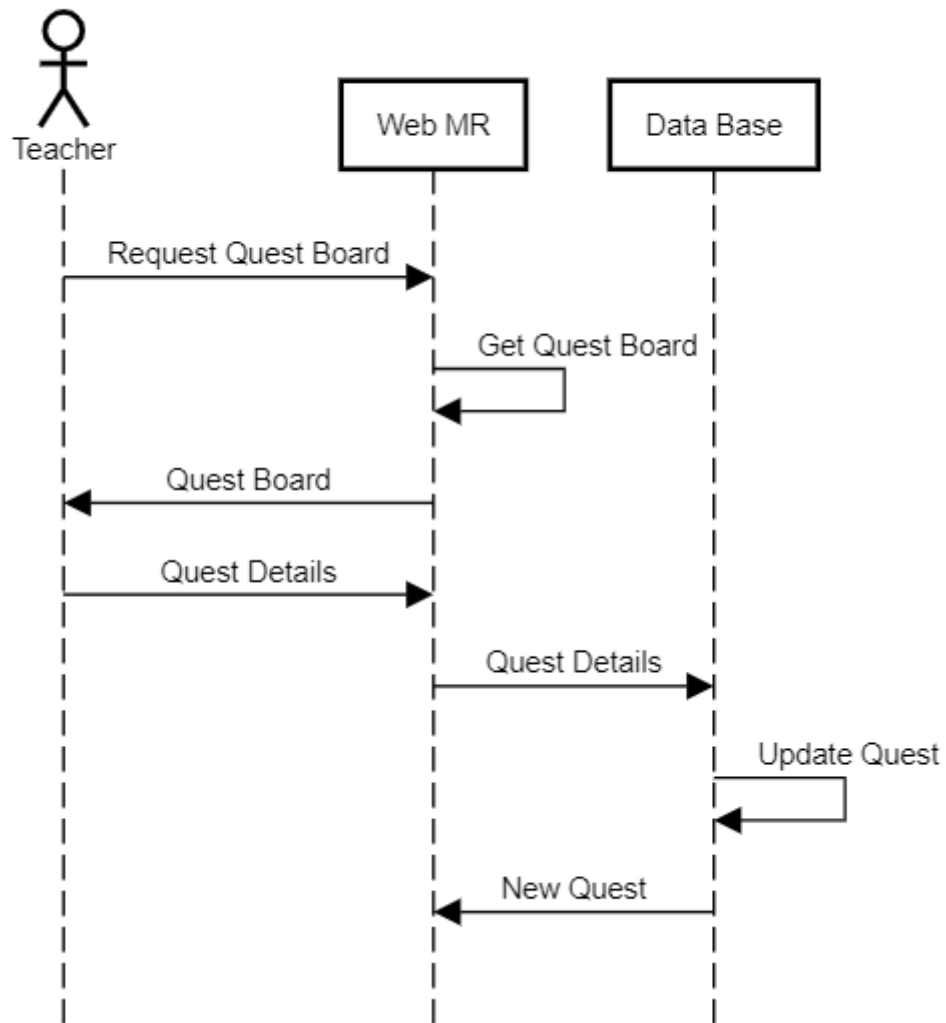 Teacher
Web MR
Data Base
Request Quest Board
Get Quest Board
Quest Board
Quest Details
Quest Details
Update Quest
New Quest